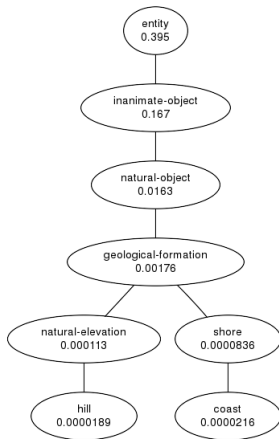 entity
0.395
inanimate-object
0.167
natural-object
0.0163
geological-formation
0.00176
natural-elevation
0.000113
shore
0.0000836
hill
0.0000189
coast
0.0000216